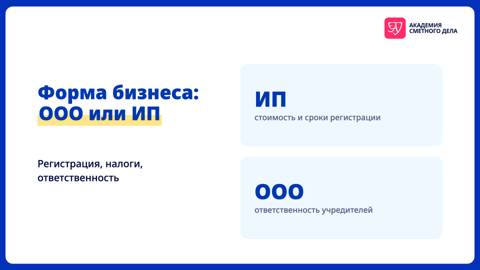 АКАДЕМИЯ
СМЕТНОГО ДЕЛА
Форма бизнеса:
ООО или ИП
Регистрация, налоги,
ответственность
ИП
стоимость и сроки регистрации
ООО
ответственность учредителей